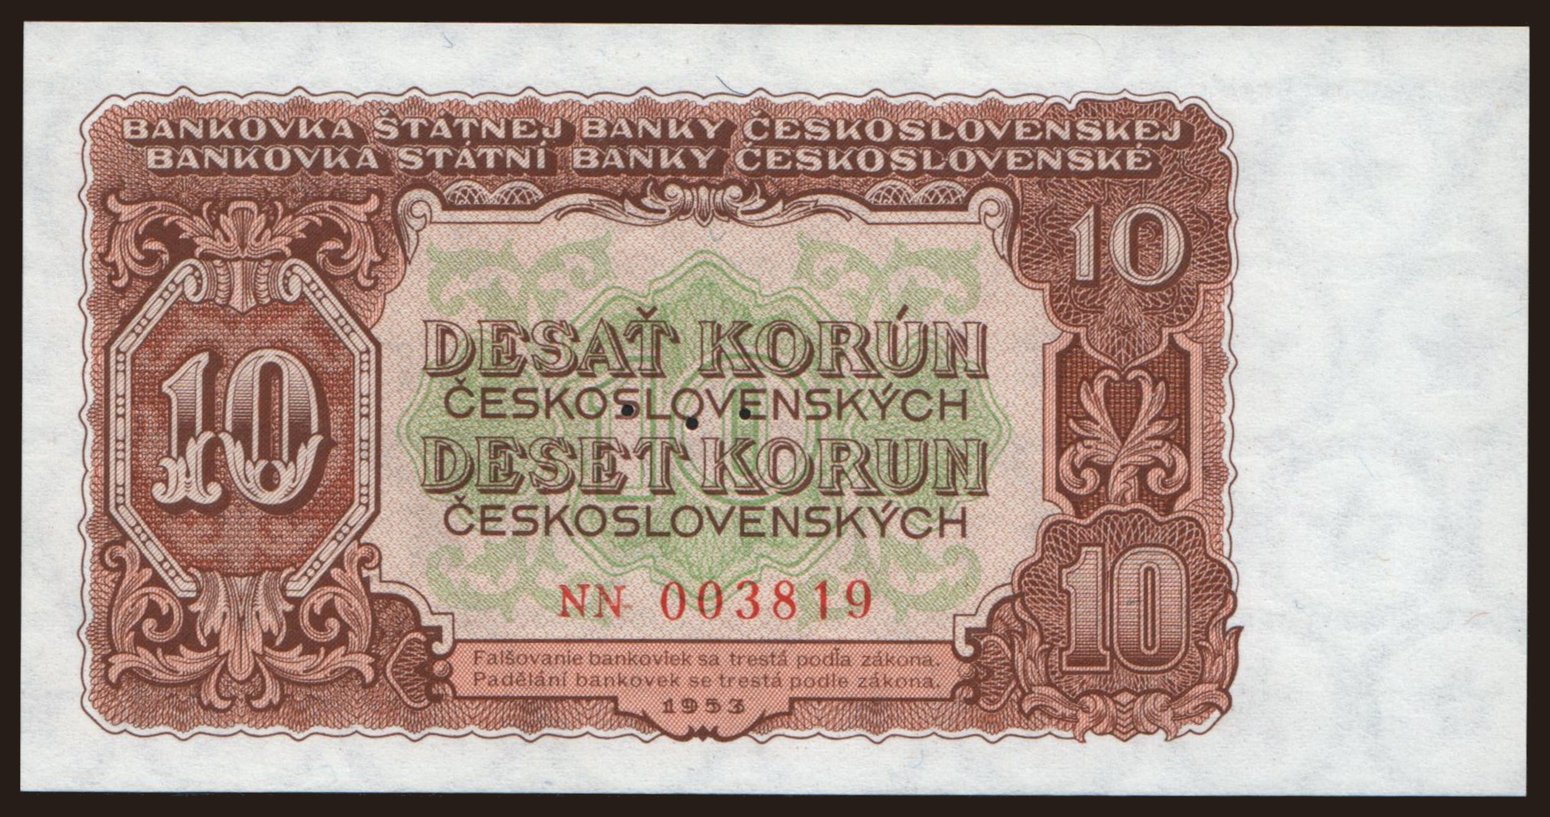 BANKOVKA ŠTÁTNEJ BANKY ČESKOSLOVENSKEJ
BANKOVKA STÁTNÍ BANKY ČESKOSLOVENSKÉ
10
10
DESAŤ KORÚN
ČESKOSLOVENSKÝCH
DESET KORUN
ČESKOSLOVENSKÝCH
NN 003819
10
Falšovanie bankoviek sa trestá podľa zákona.
Padělání bankovek se trestá podle zákona.
1953